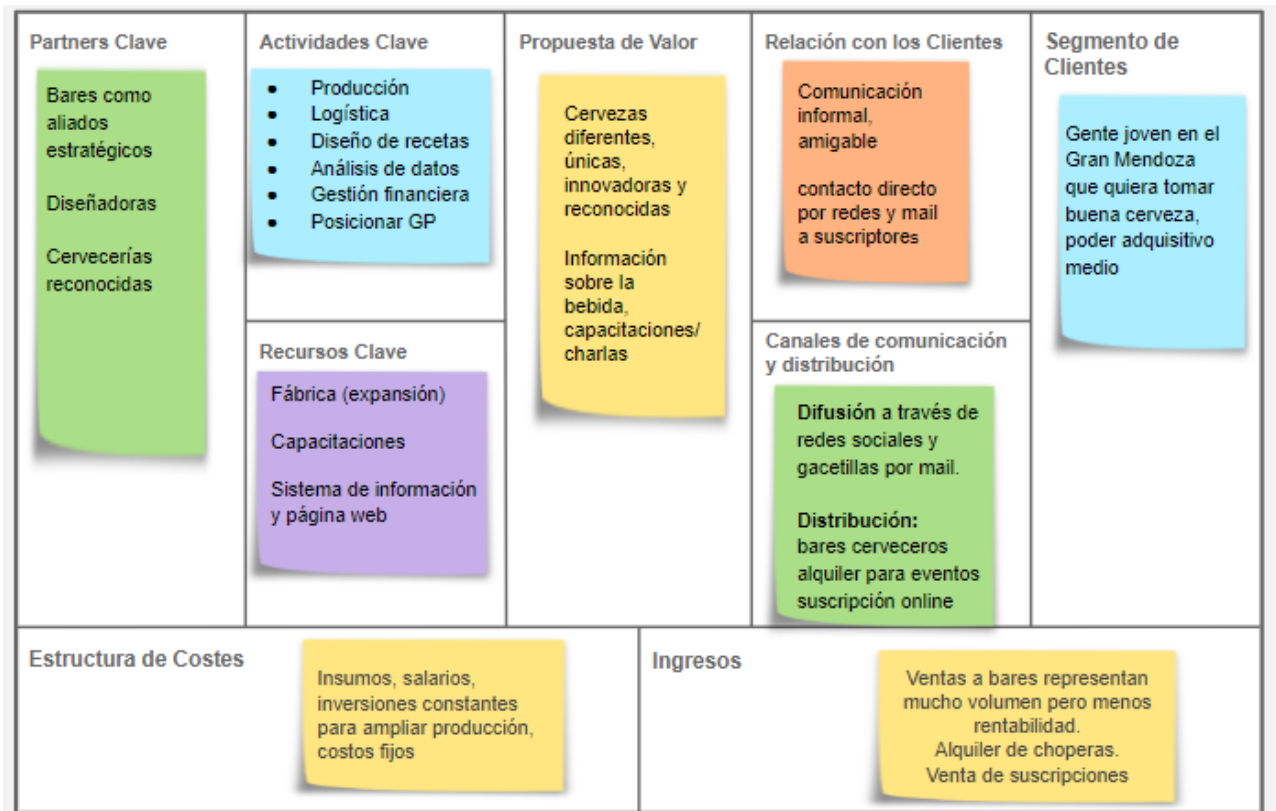 Partners Clave
Bares como
aliados
estratégicos
Diseñadoras
Cervecerías
reconocidas
Actividades Clave
• Producción
• Logística
• Diseño de recetas
• Análisis de datos
• Gestión financiera
• Posicionar GP
Recursos Clave
Fábrica (expansión)
Capacitaciones
Sistema de información
y página web
Propuesta de Valor
Cervezas
diferentes,
únicas,
innovadoras y
reconocidas
Información
sobre la
bebida,
capacitaciones/
charlas
Relación con los Clientes
Comunicación
informal,
amigable
contacto directo
por redes y mail
a suscriptores
Canales de comunicación
y distribución
Difusión a través de
redes sociales y
gacetillas por mail.
Distribución:
bares cerveceros
alquiler para eventos
suscripción online
Segmento de
Clientes
Gente joven en el
Gran Mendoza
que quiera tomar
buena cerveza,
poder adquisitivo
medio
Estructura de Costes
Insumos, salarios,
inversiones constantes
para ampliar producción,
costos fijos
Ingresos
Ventas a bares representan
mucho volumen pero menos
rentabilidad.
Alquiler de choperas.
Venta de suscripciones